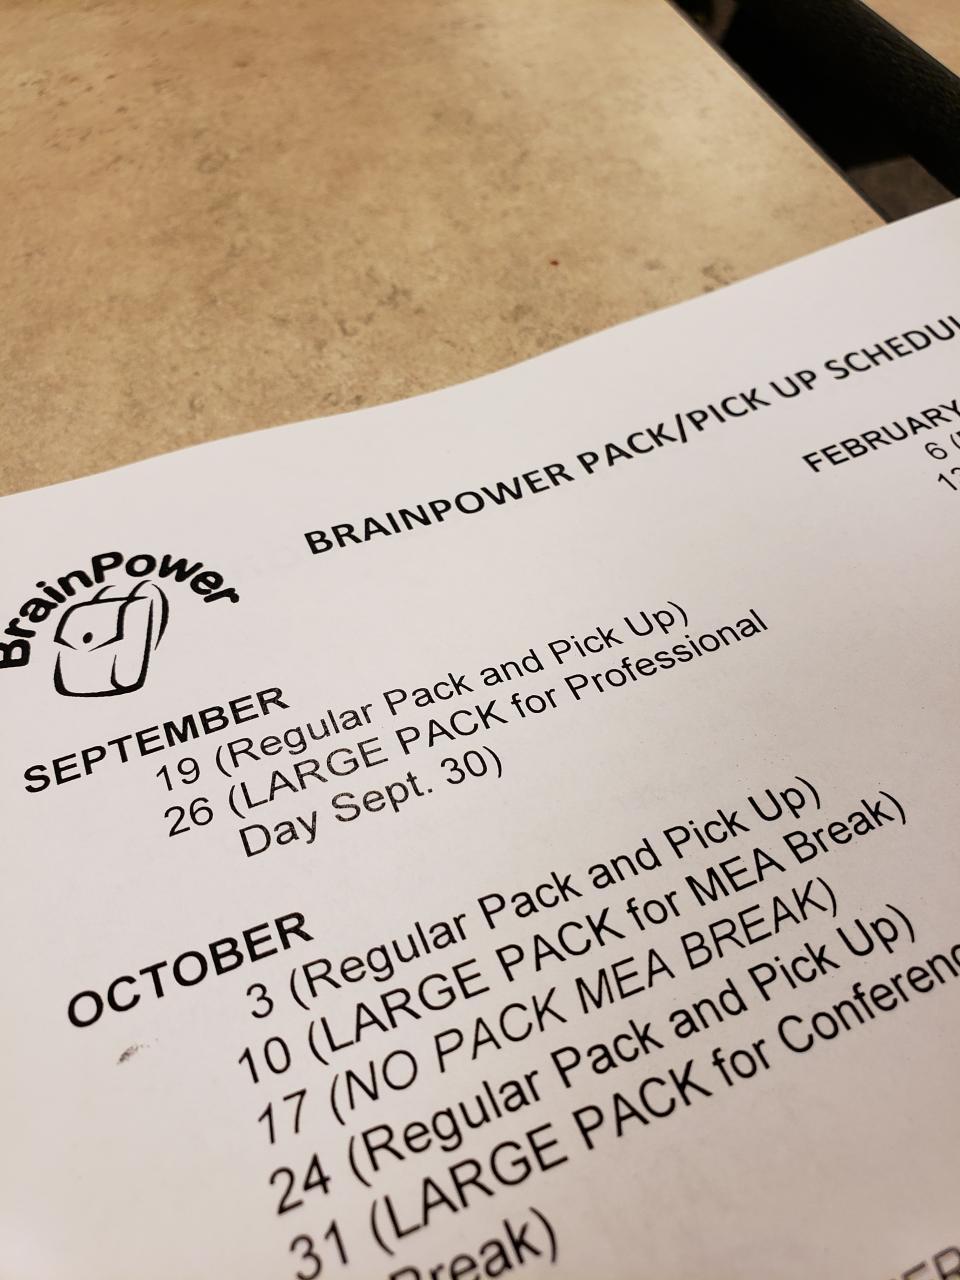 BRAINPOWER PACK/PICK UP SCHEDU
BrainPower
SEPTEMBER
19 (Regular Pack and Pick Up)
26 (LARGE PACK for Professional
Day Sept. 30)
OCTOBER
3 (Regular Pack and Pick Up)
10 (LARGE PACK for MEA Break)
17 (NO PACK MEA BREAK)
24 (Regular Pack and Pick Up)
31 (LARGE PACK for Conferenc
Break)
FEBRUARY
6 (